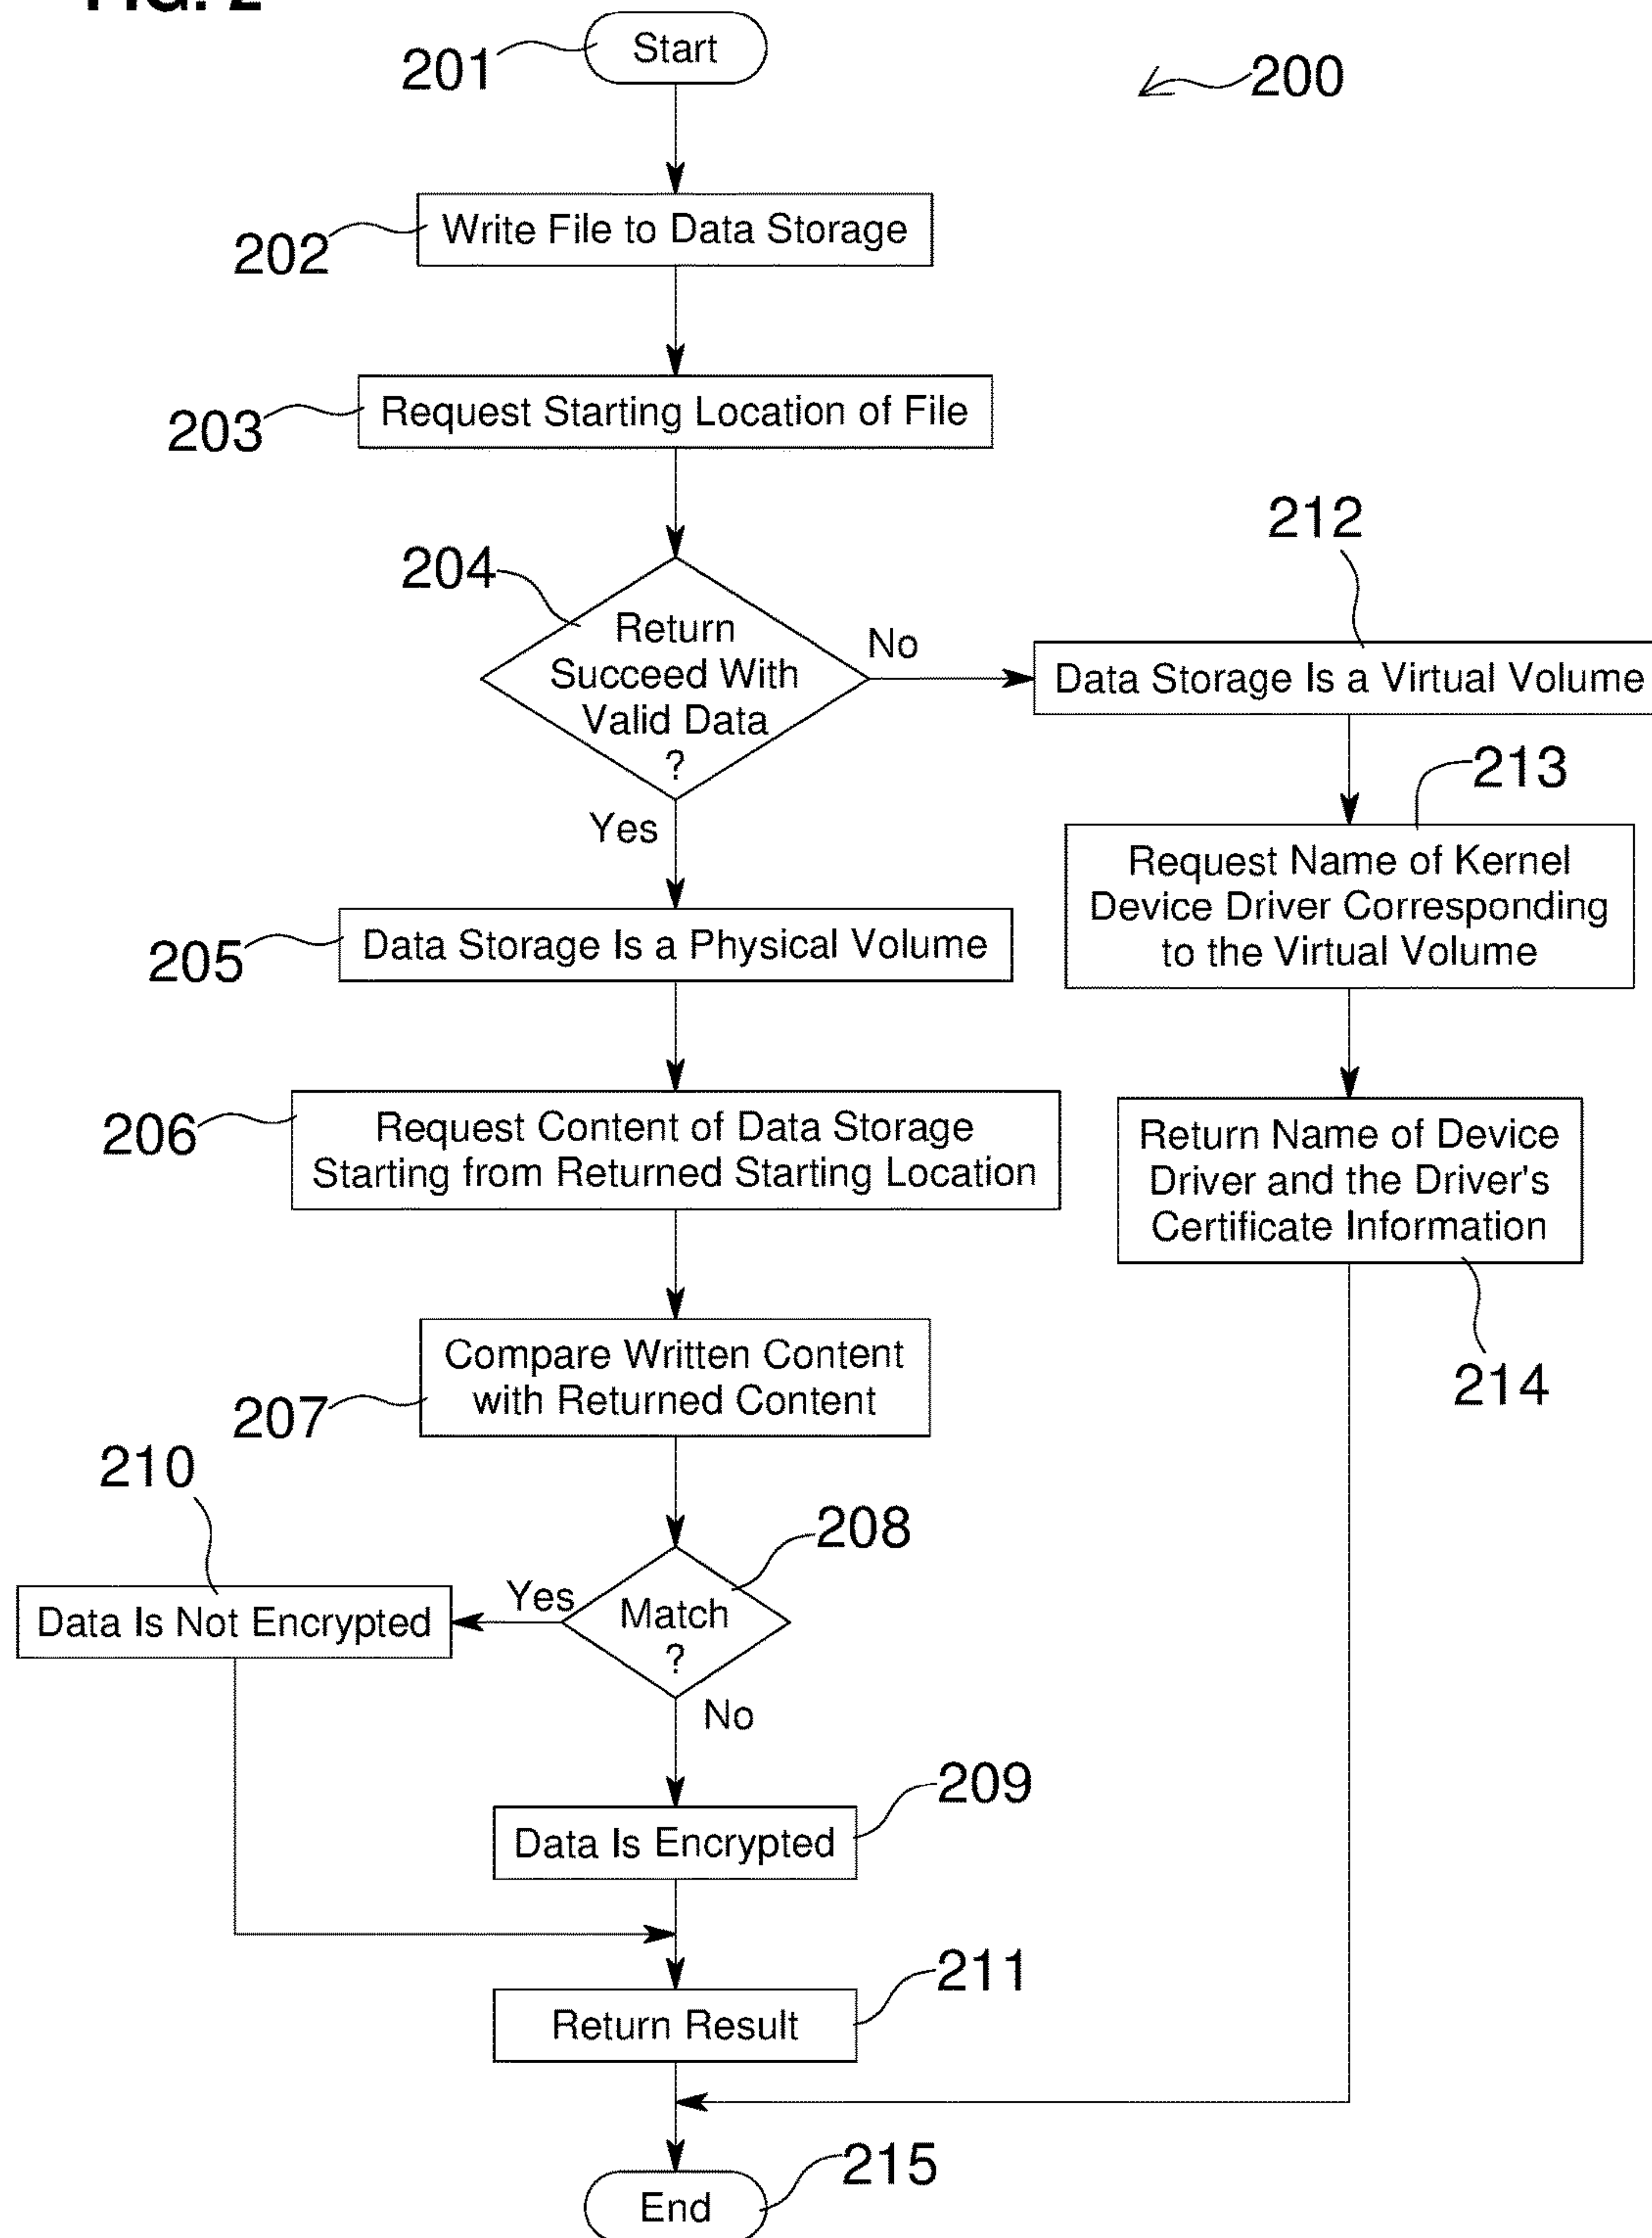 FIG. 2
201
Start
200
202
Write File to Data Storage
203
Request Starting Location of File
204
Return
Succeed With
Valid Data
?
No
Yes
212
Data Storage Is a Virtual Volume
213
Request Name of Kernel
Device Driver Corresponding
to the Virtual Volume
205
Data Storage Is a Physical Volume
206
Request Content of Data Storage
Starting from Returned Starting Location
Return Name of Device
Driver and the Driver's
Certificate Information
214
207
Compare Written Content
with Returned Content
208
Match
?
Yes
No
210
Data Is Not Encrypted
209
Data Is Encrypted
211
Return Result
215
End